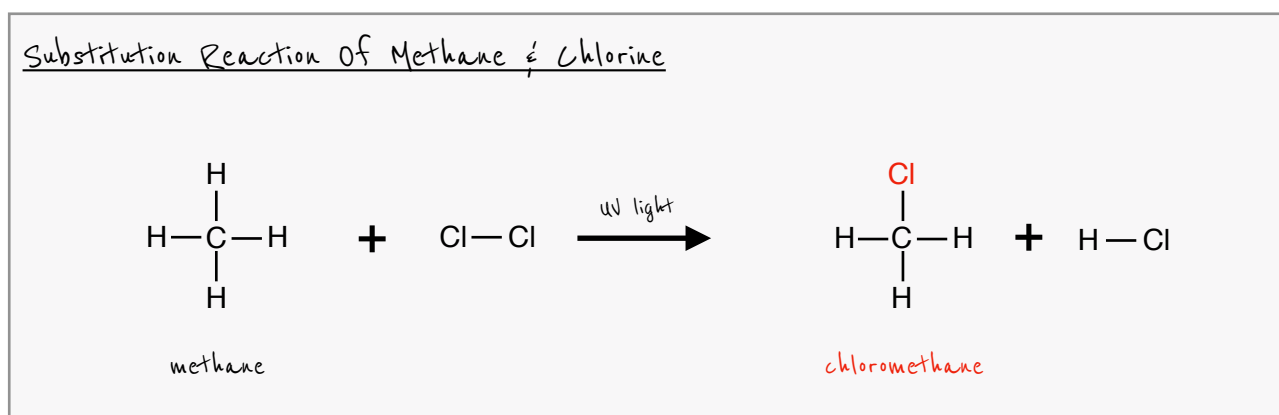 Substitution Reaction Of Methane & Chlorine
H Cl
H—C—H + Cl—Cl UV light H—C—H + H—Cl
H H
methane chloromethane